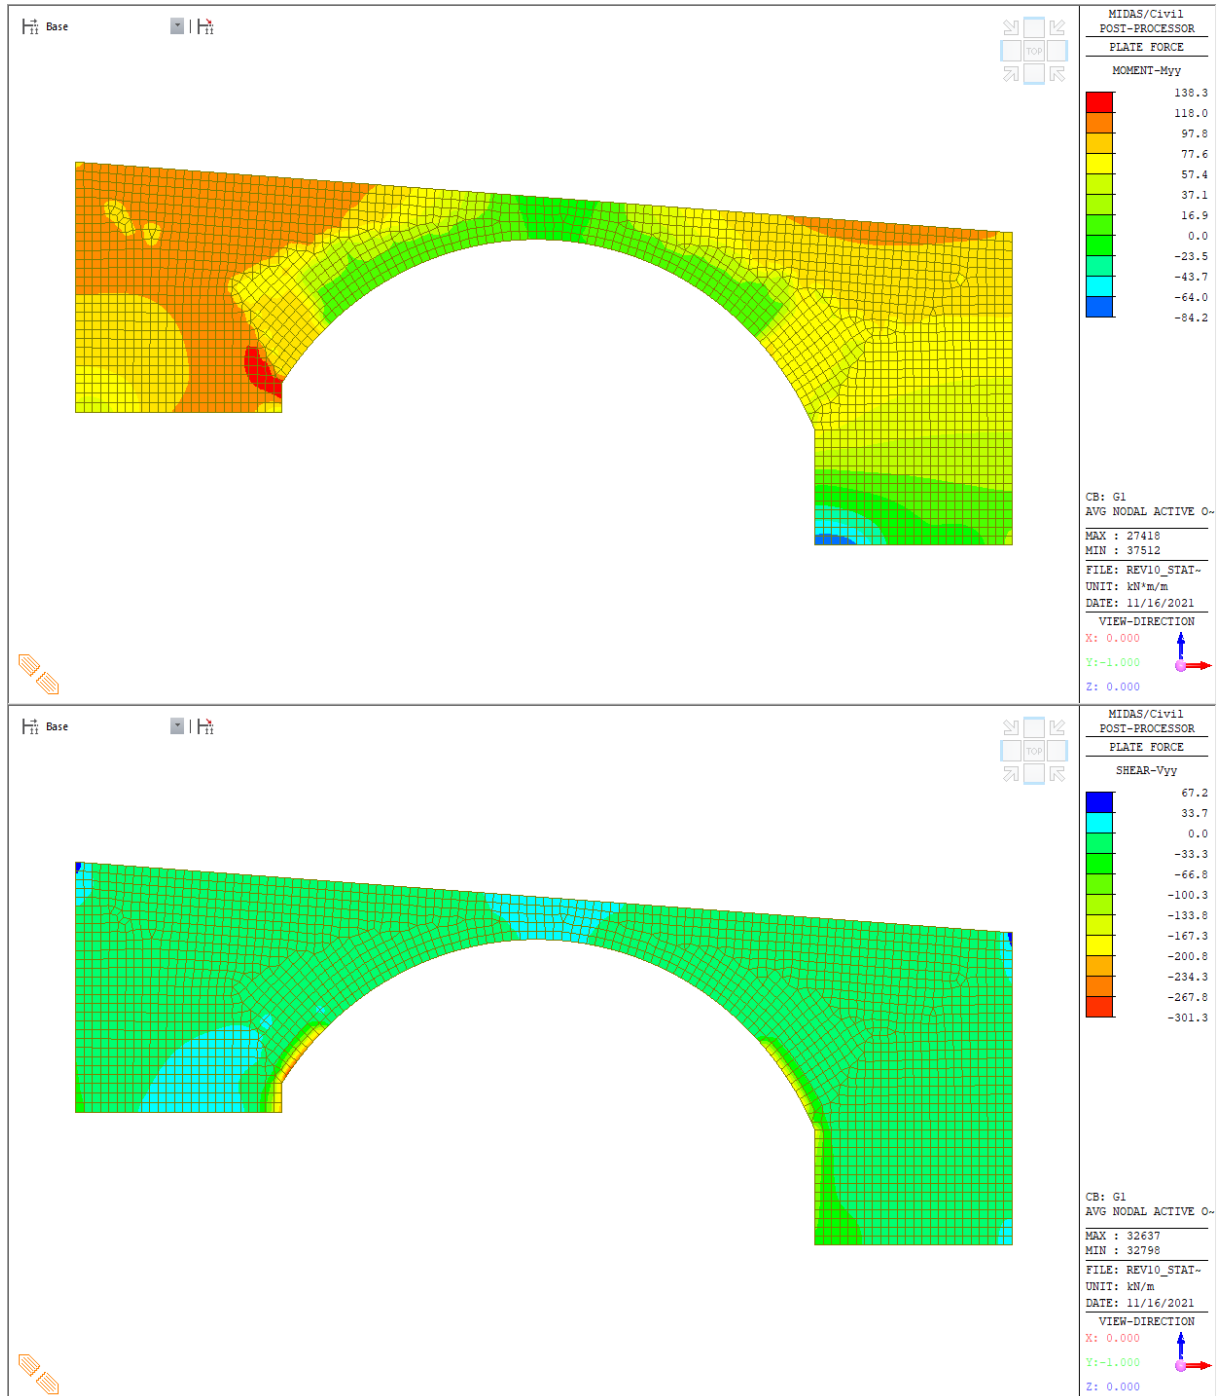 Base
TOP
MIDAS/Civil
POST-PROCESSOR
PLATE FORCE
MOMENT-Myy
138.3
118.0
97.8
77.6
57.4
37.1
16.9
0.0
-23.5
-43.7
-64.0
-84.2
CB: G1
AVG NODAL ACTIVE O~
MAX : 27418
MIN : 37512
FILE: REV10_STAT~
UNIT: kN*m/m
DATE: 11/16/2021
VIEW-DIRECTION
X: 0.000
Y:-1.000
Z: 0.000
Base
TOP
MIDAS/Civil
POST-PROCESSOR
PLATE FORCE
SHEAR-Vyy
67.2
33.7
0.0
-33.3
-66.8
-100.3
-133.8
-167.3
-200.8
-234.3
-267.8
-301.3
CB: G1
AVG NODAL ACTIVE O~
MAX : 32637
MIN : 32798
FILE: REV10_STAT~
UNIT: kN/m
DATE: 11/16/2021
VIEW-DIRECTION
X: 0.000
Y:-1.000
Z: 0.000